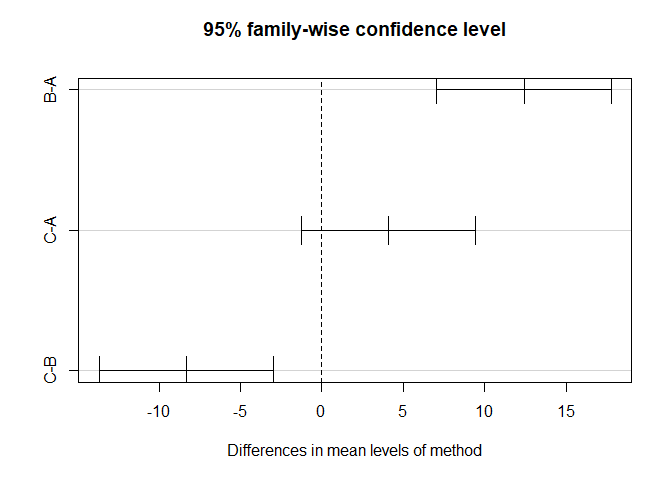 95% family-wise confidence level
B-A
C-A
C-B
-10 -5 0 5 10 15
Differences in mean levels of method